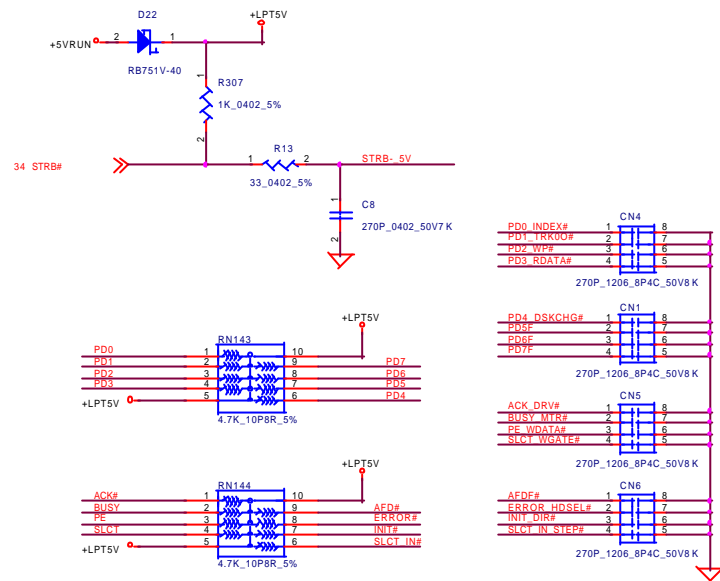 D22
+LPT5V
+5VRUN 2 1
RB751V-40
1
R307
1K_0402_5%
2
34 STRB#
1 R13 2
STRB-_5V
33_0402_5%
1
C8
270P_0402_50V7K
2
CN4
PD0_INDEX# 1 8
PD1_TRK0O# 2 7
PD2_WP# 3 6
PD3_RDATA# 4 5
270P_1206_8P4C_50V8K
CN1
PD4_DSKCHG# 1 8
PD5F 2 7
PD6F 3 6
PD7F 4 5
270P_1206_8P4C_50V8K
+LPT5V
RN143
PD0 1 10
PD1 2 9 PD7
PD2 3 8 PD6
PD3 4 7 PD5
+LPT5V 5 6 PD4
4.7K_10P8R_5%
CN5
ACK_DRV# 1 8
BUSY_MTR# 2 7
PE_WDATA# 3 6
SLCT_WGATE# 4 5
270P_1206_8P4C_50V8K
+LPT5V
RN144
ACK# 1 10
BUSY 2 9 AFD#
PE 3 8 ERROR#
SLCT 4 7 INIT#
+LPT5V 5 6 SLCT_IN#
4.7K_10P8R_5%
CN6
AFDF# 1 8
ERROR_HDSEL# 2 7
INIT_DIR# 3 6
SLCT_IN_STEP# 4 5
270P_1206_8P4C_50V8K